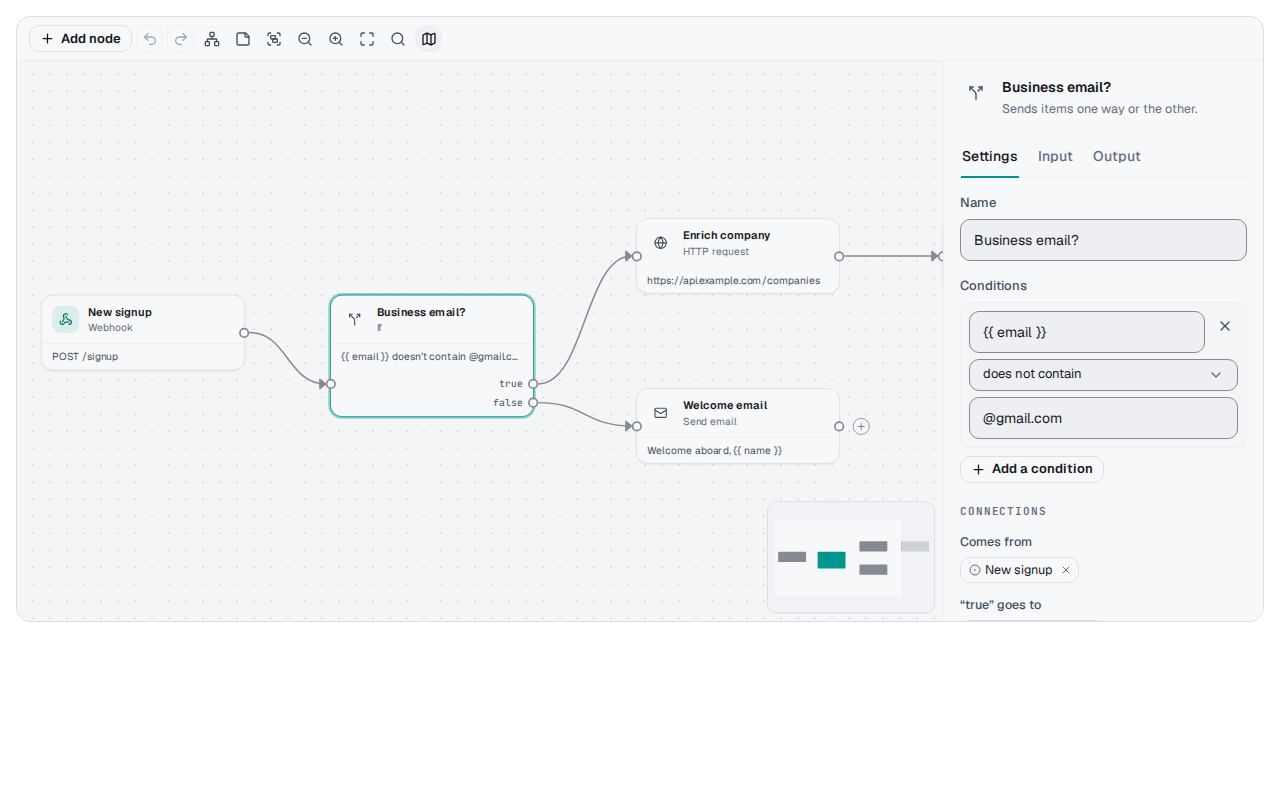 Add node
New signup
Webhook
POST /signup
Business email?
If
{{ email }} doesn't contain @gmail.c…
true
false
Enrich company
HTTP request
https://api.example.com/companies
Welcome email
Send email
Welcome aboard, {{ name }}
Business email?
Sends items one way or the other.
Settings
Input
Output
Name
Business email?
Conditions
{{ email }}
does not contain
@gmail.com
Add a condition
CONNECTIONS
Comes from
New signup
“true” goes to